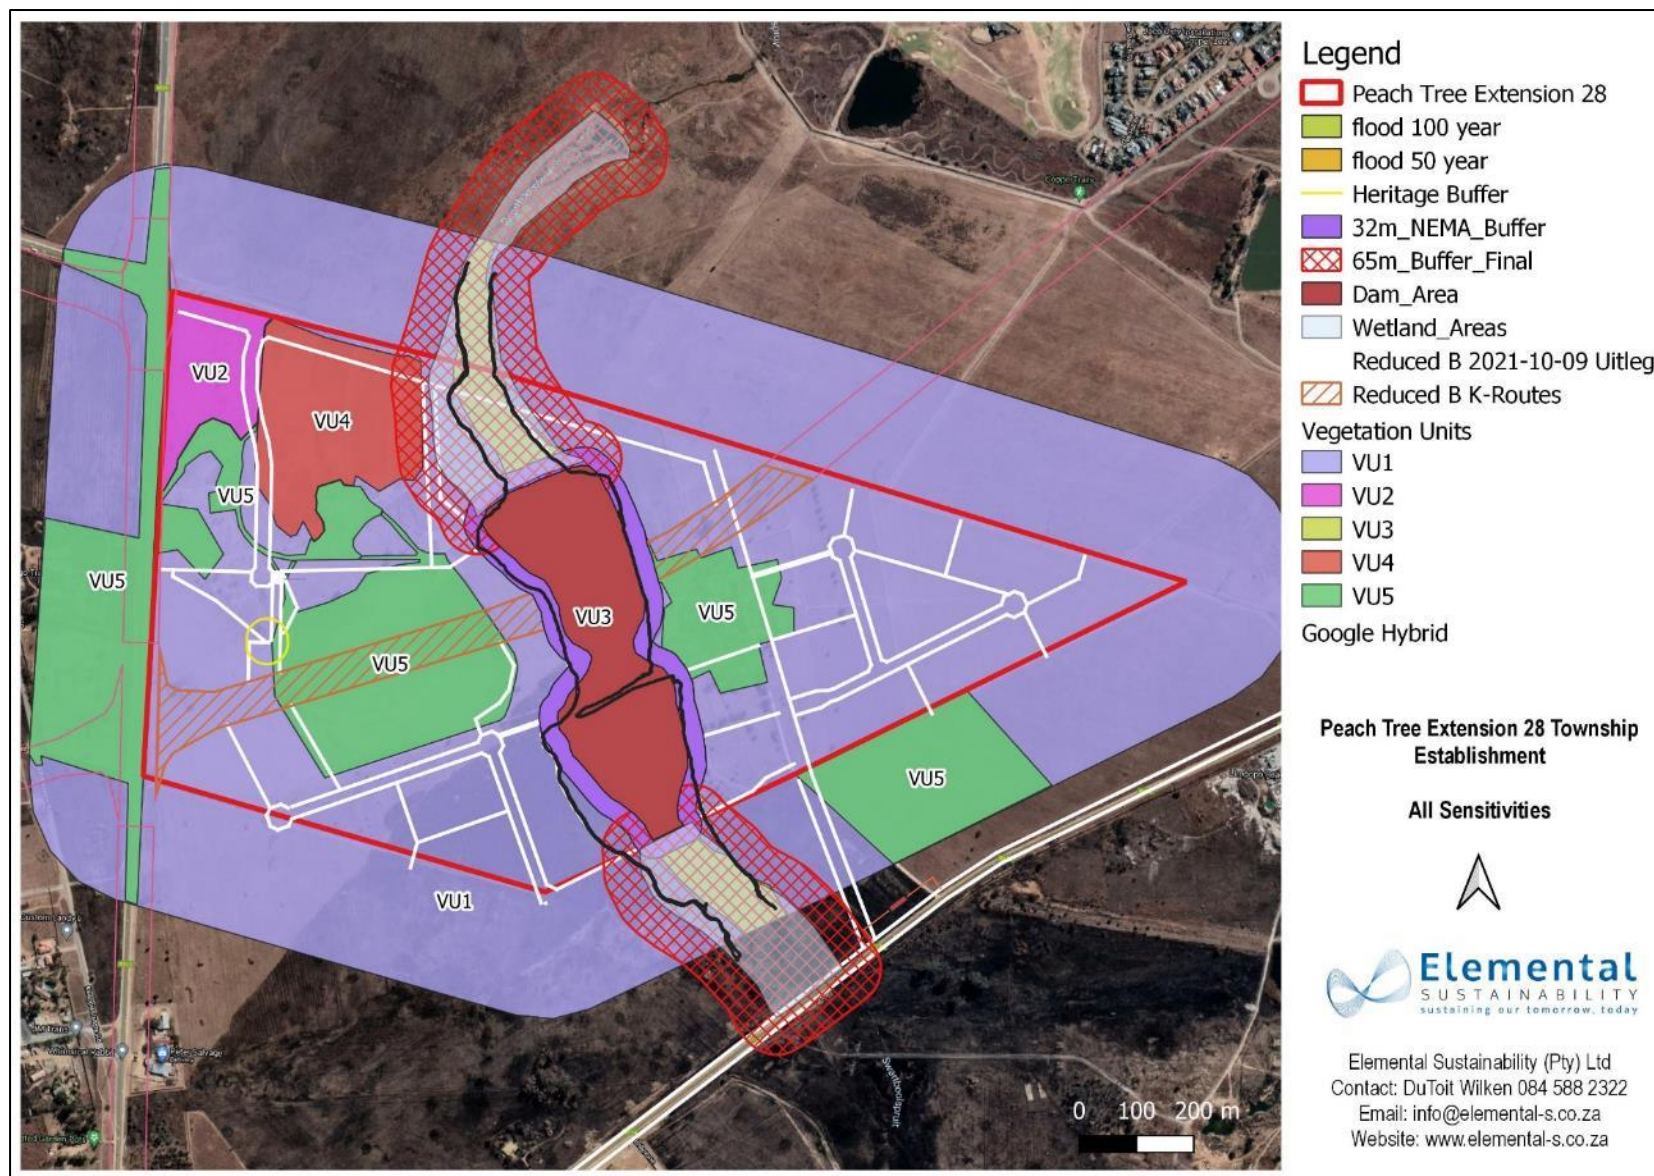 Legend
Peach Tree Extension 28
flood 100 year
flood 50 year
Heritage Buffer
32m_NEMA_Buffer
65m_Buffer_Final
Dam_Area
Wetland_Areas
Reduced B 2021-10-09 Uitleg
Reduced B K-Routes
Vegetation Units
VU1
VU2
VU3
VU4
VU5
Google Hybrid
Peach Tree Extension 28 Township
Establishment
All Sensitivities
Elemental
SUSTAINABILITY
sustaining our tomorrow, today
Elemental Sustainability (Pty) Ltd
Contact: DuToit Wilken 084 588 2322
Email: info@elemental-s.co.za
Website: www.elemental-s.co.za
VU2
VU4
VU5
VU5
VU3
VU5
VU5
VU5
VU1
Peter Salvage
Swartbooispruit
0 100 200 m